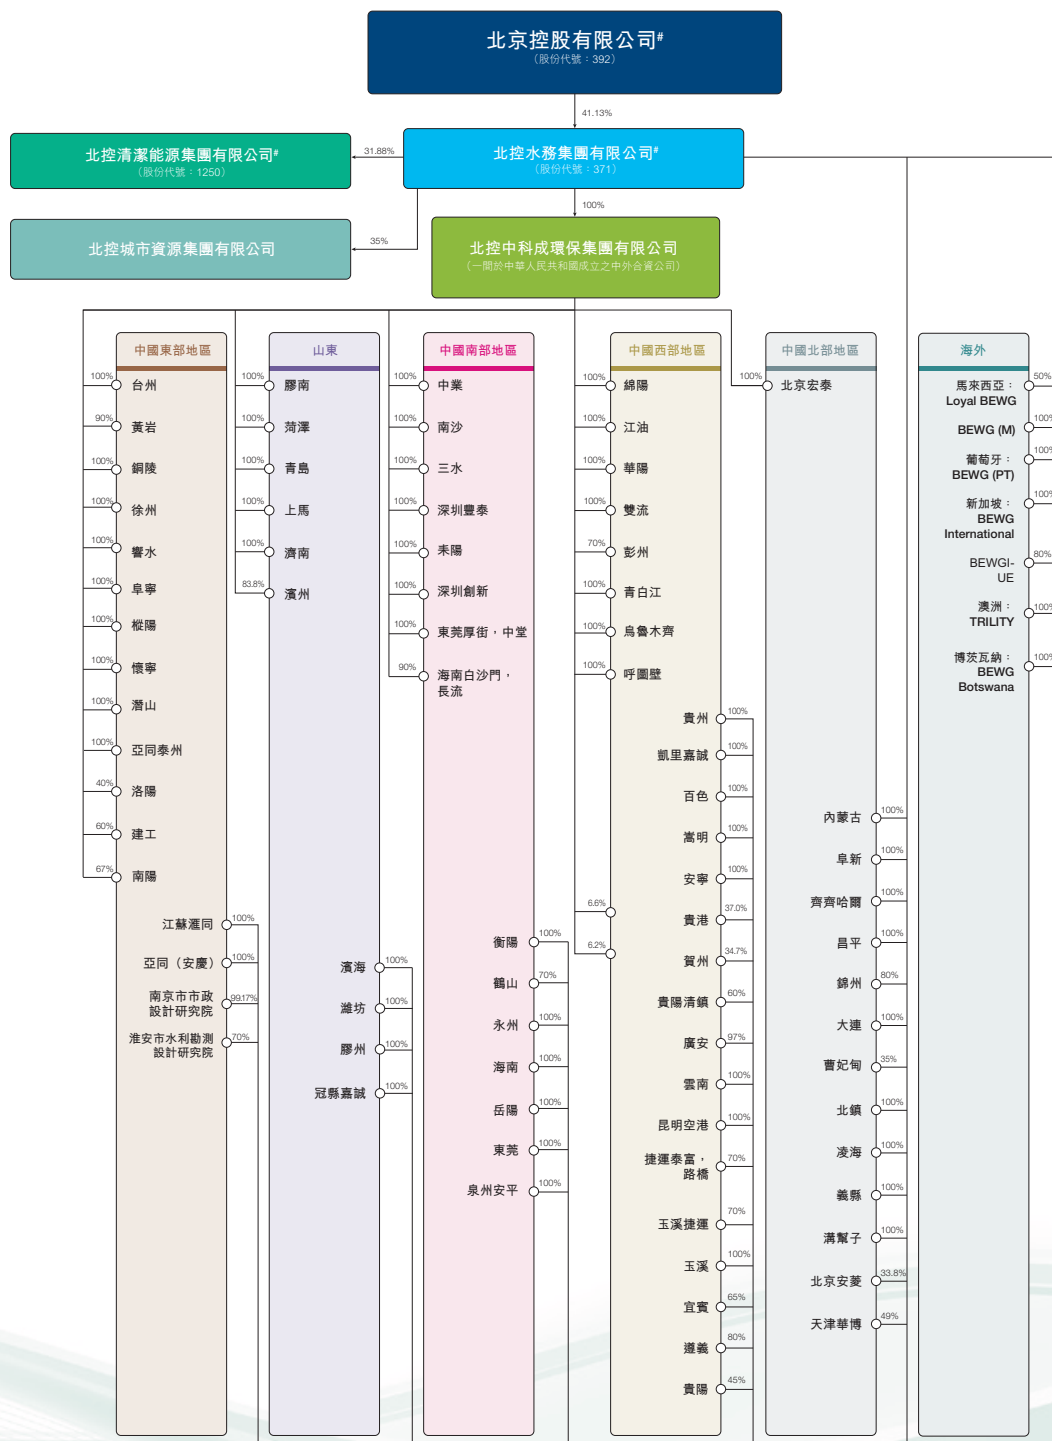 北京控股有限公司#
（股份代號：392）
41.13%
北控清潔能源集團有限公司#
（股份代號：1250）
31.88%
北控水務集團有限公司#
（股份代號：371）
100%
北控城市資源集團有限公司
35%
北控中科成環保集團有限公司
（一間於中華人民共和國成立之中外合資公司）
中國東部地區
100% 台州
90% 黃岩
100% 銅陵
100% 徐州
100% 響水
100% 阜寧
100% 樅陽
100% 懷寧
100% 潛山
100% 亞同泰州
40% 洛陽
60% 建工
67% 南陽
江蘇滙同 100%
亞同（安慶） 100%
南京市市政
設計研究院 99.17%
淮安市水利勘測
設計研究院 70%
山東
100% 膠南
100% 菏澤
100% 青島
100% 上馬
100% 濟南
83.8% 濱州
濱海 100%
濰坊 100%
膠州 100%
冠縣嘉誠 100%
中國南部地區
100% 中業
100% 南沙
100% 三水
100% 深圳豐泰
100% 耒陽
100% 深圳創新
100% 東莞厚街，中堂
90% 海南白沙門，
長流
衡陽 100%
鶴山 70%
永州 100%
海南 100%
岳陽 100%
東莞 100%
泉州安平 100%
中國西部地區
100% 綿陽
100% 江油
100% 華陽
100% 雙流
70% 彭州
100% 青白江
100% 烏魯木齊
100% 呼圖壁
貴州 100%
凱里嘉誠 100%
百色 100%
嵩明 100%
安寧 100%
6.6% 貴港 37.0%
6.2% 賀州 34.7%
貴陽清鎮 60%
廣安 97%
雲南 100%
昆明空港 100%
捷運泰富，
路橋 70%
玉溪捷運 70%
玉溪 100%
宜賓 65%
遵義 80%
貴陽 45%
中國北部地區
100% 北京宏泰
內蒙古 100%
阜新 100%
齊齊哈爾 100%
昌平 100%
錦州 80%
大連 100%
曹妃甸 35%
北鎮 100%
凌海 100%
義縣 100%
溝幫子 100%
北京安菱 33.8%
天津華博 49%
海外
馬來西亞： 50%
Loyal BEWG
BEWG (M) 100%
葡萄牙： 100%
BEWG (PT)
新加坡： 100%
BEWG
International
BEWGI- 80%
UE
澳洲： 100%
TRILITY
博茨瓦納： 100%
BEWG
Botswana